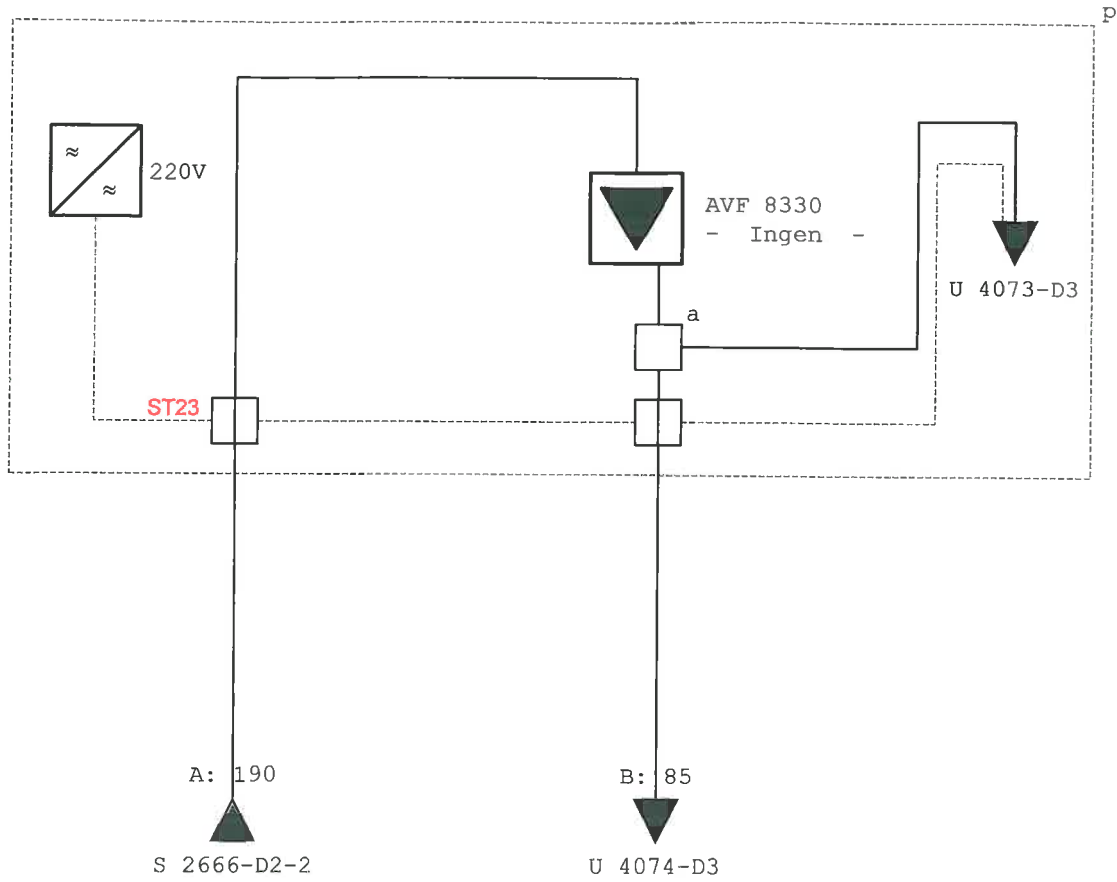 p
≈
≈
220V
AVF 8330
- Ingen -
U 4073-D3
a
ST23
A: 190
B: 85
S 2666-D2-2
U 4074-D3